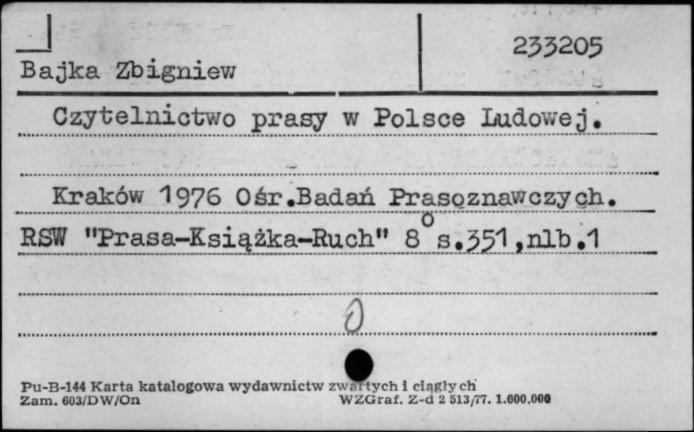 233205
Bajka Zbigniew
Czytelnictwo prasy w Polsce Ludowej.
Kraków 1976 Ośr.Badań Prasoznawczych.
RSW "Prasa-Książka-Ruch" 8° s.351,nlb.1
0
Pu-B-144 Karta katalogowa wydawnictw zwartych i ciągłych
Zam. 603/DW/On WZGraf. Z-d 2 513/77. 1.000.000